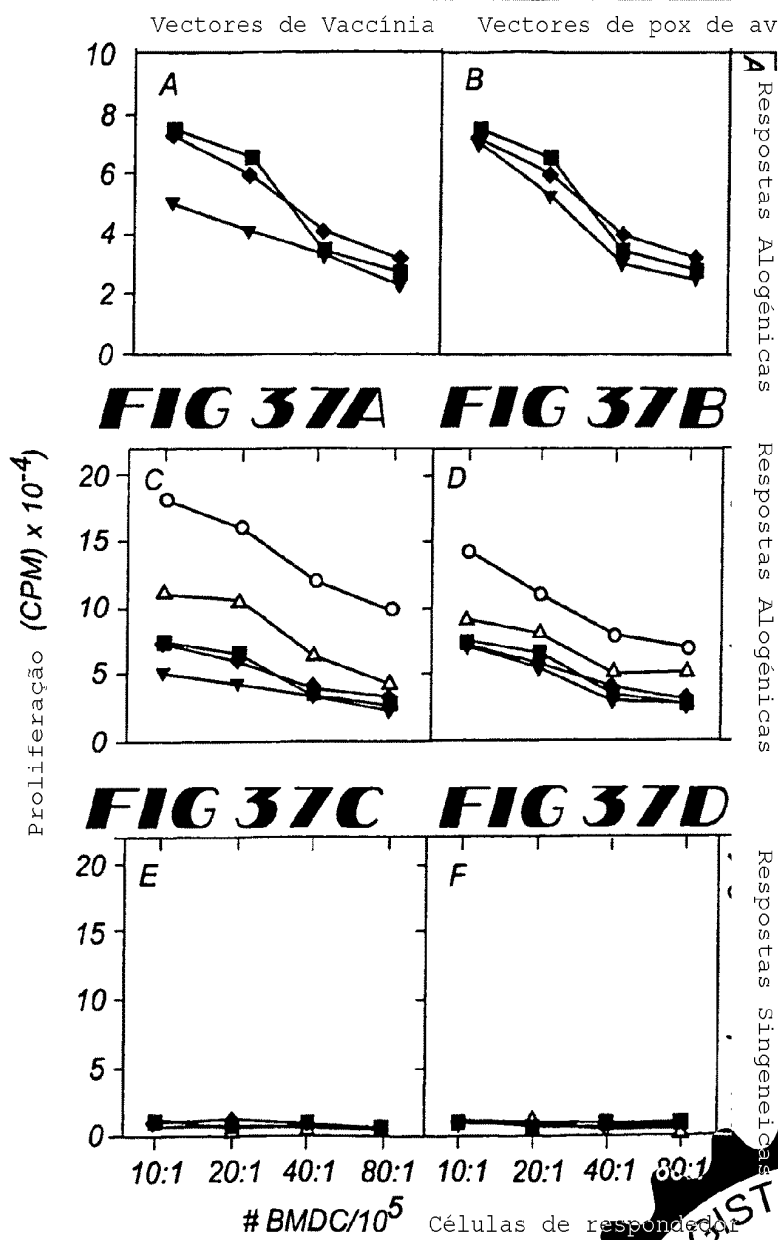 Vectores de Vaccínia Vectores de pox de av
10 A B
8
6
4
2
0
Respostas Alogénicas
FIG 37A FIG 37B
20 C D
15
10
5
0
Respostas Alogénicas
Proliferação (CPM) x 10-4)
FIG 37C FIG 37D
20 E F
15
10
5
0
Respostas Singeneicas
10:1 20:1 40:1 80:1 10:1 20:1 40:1 80:1
# BMDC/105 Células de respondedor
IST